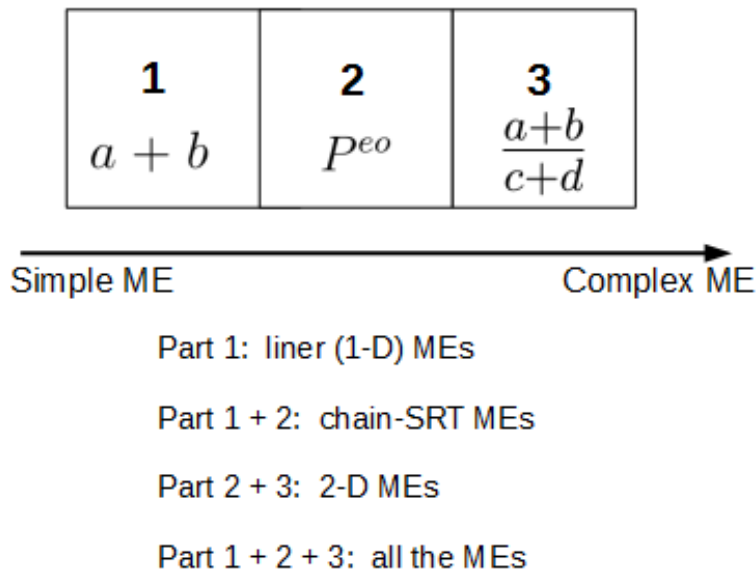 1 2 3
a + b P^{eo} \frac{a+b}{c+d}
Simple ME Complex ME
Part 1: liner (1-D) MEs
Part 1 + 2: chain-SRT MEs
Part 2 + 3: 2-D MEs
Part 1 + 2 + 3: all the MEs